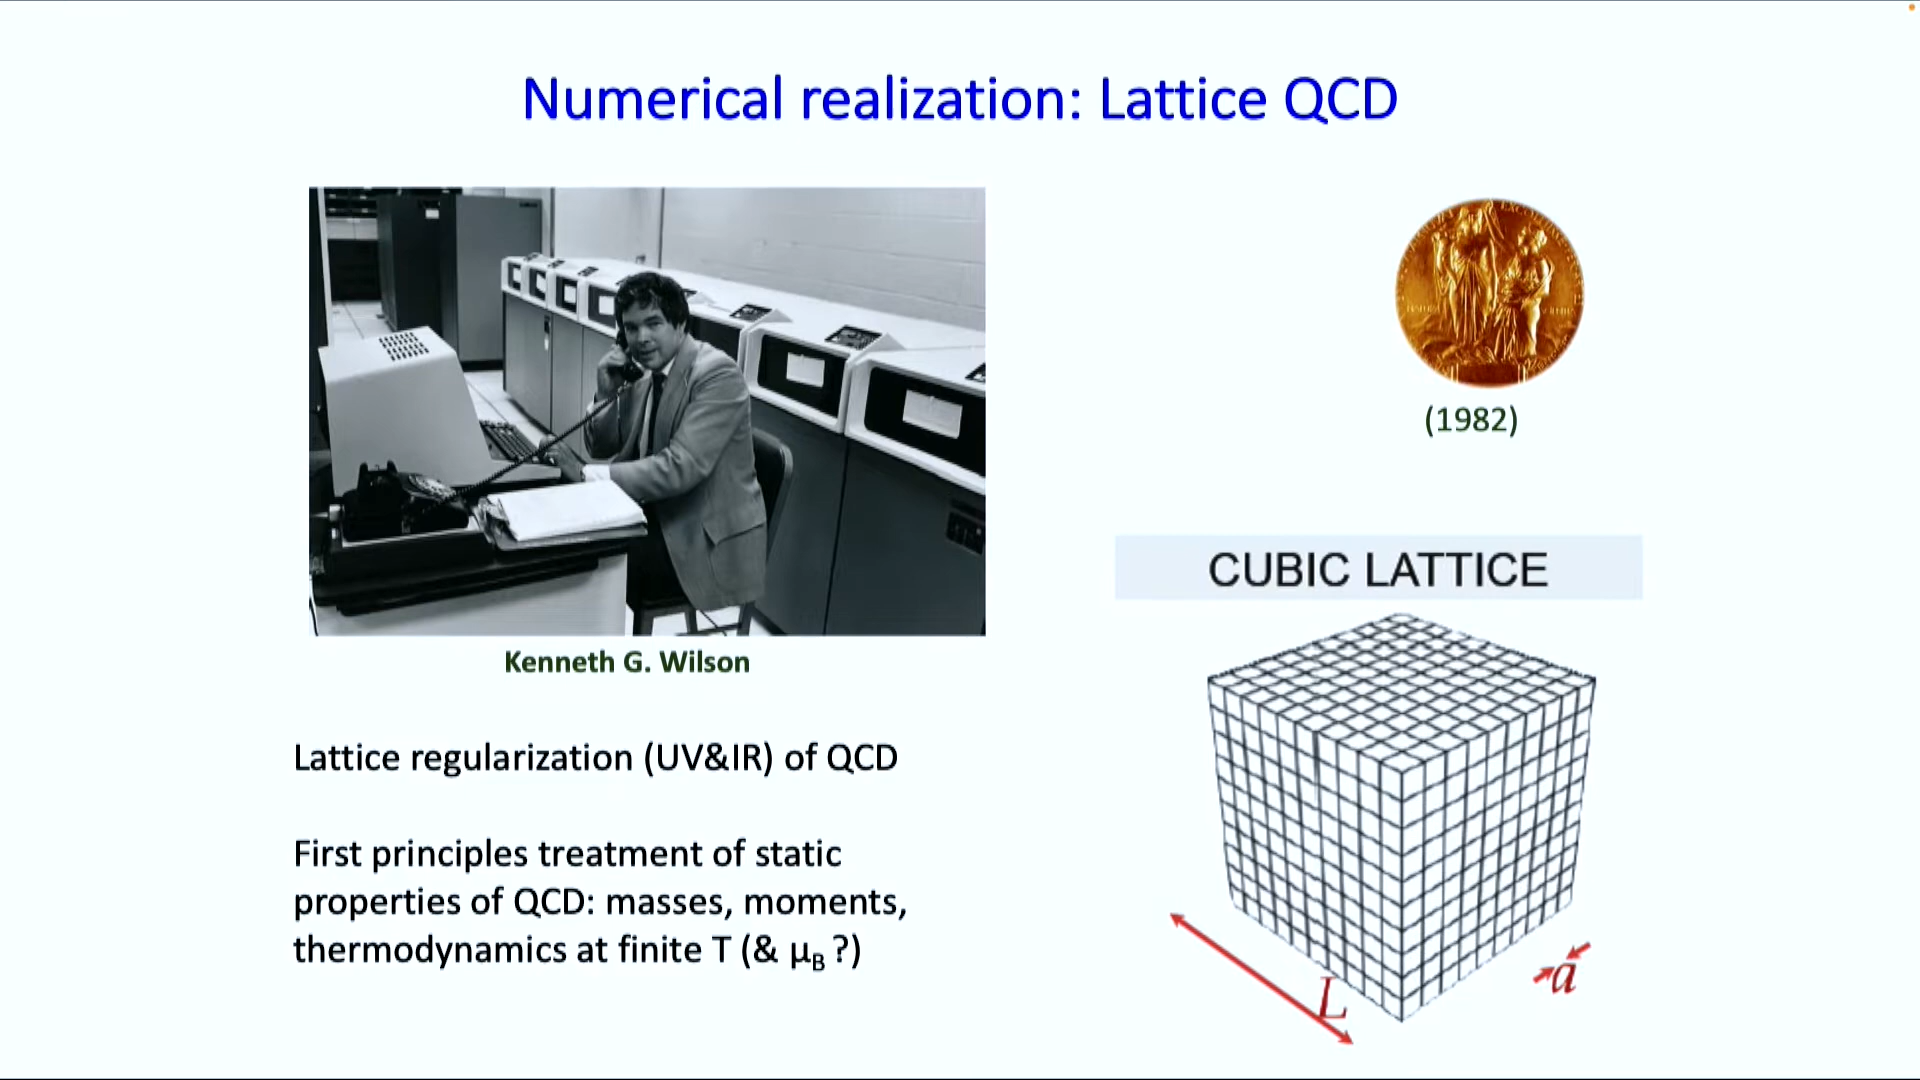 Numerical realization: Lattice QCD
(1982)
Kenneth G. Wilson
Lattice regularization (UV&IR) of QCD
First principles treatment of static
properties of QCD: masses, moments,
thermodynamics at finite T (& μB ?)
CUBIC LATTICE
L
a